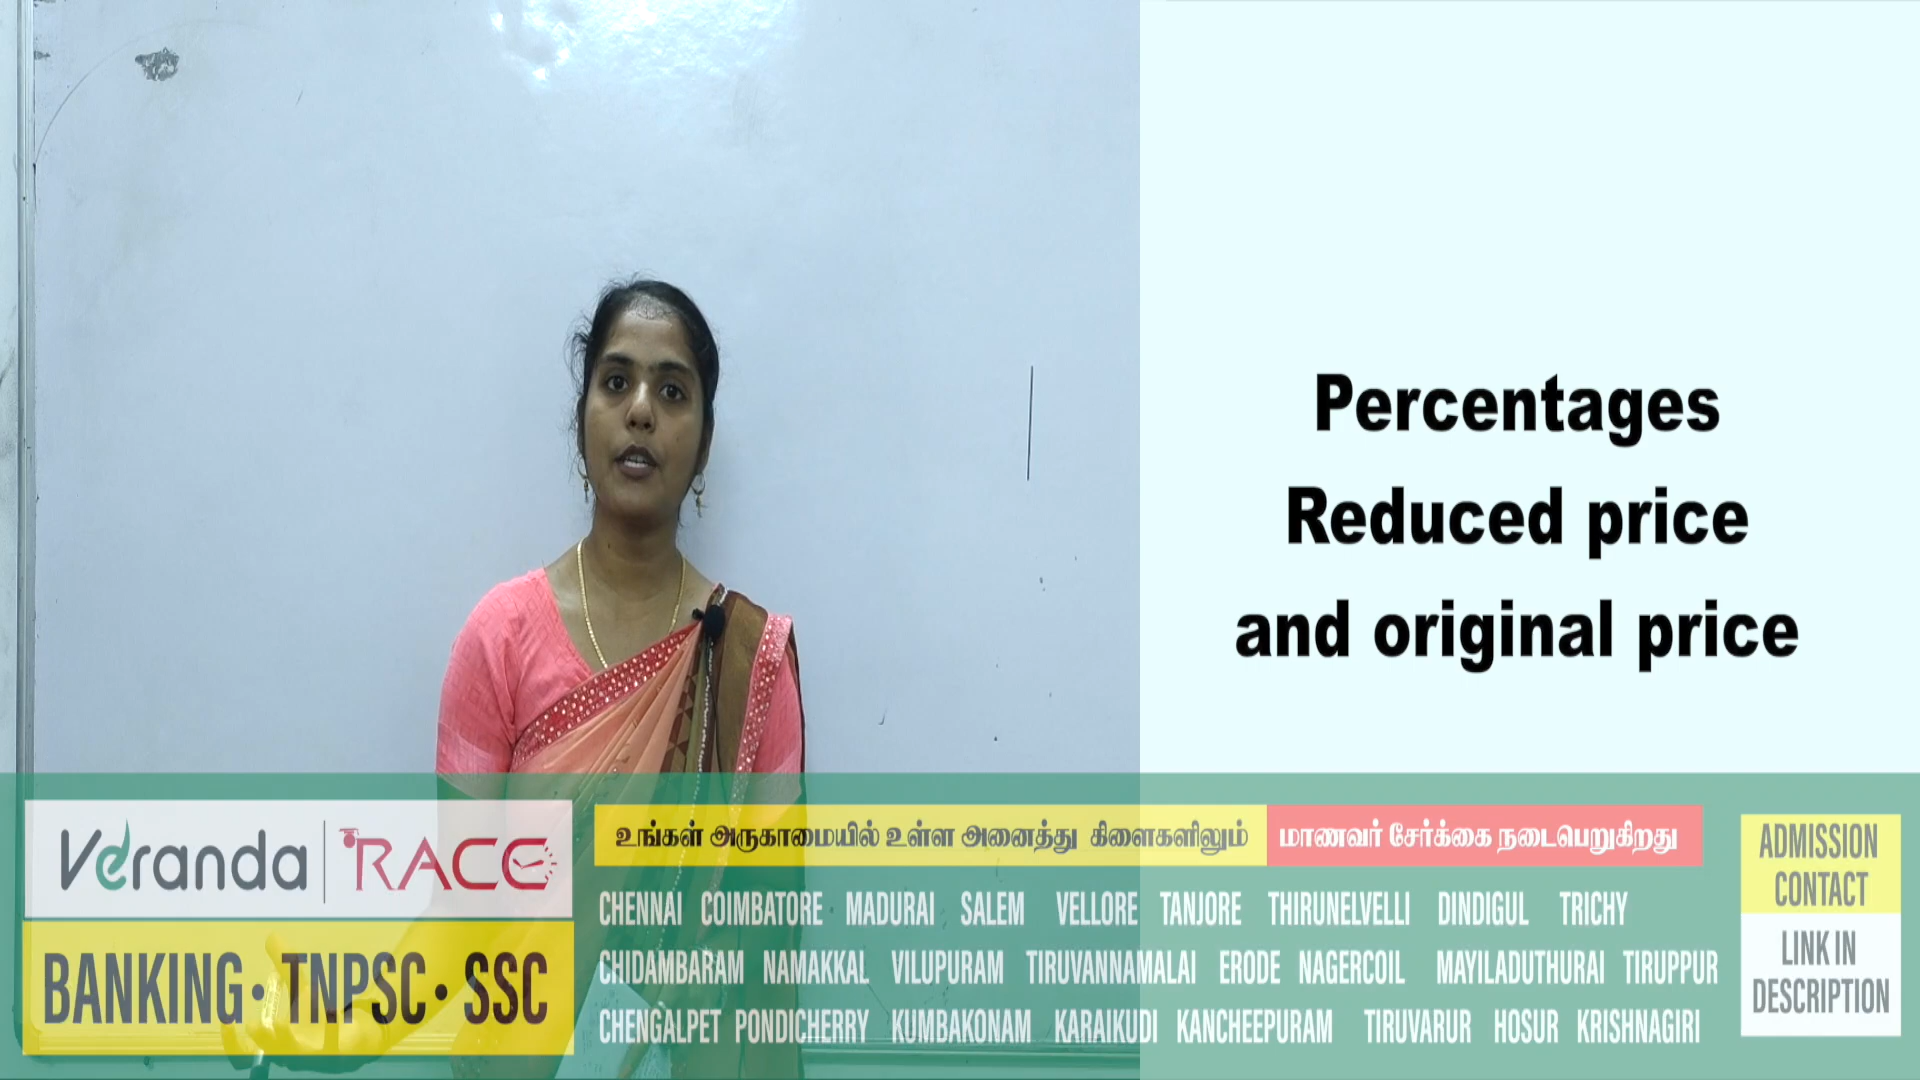 Percentages
Reduced price
and original price
Veranda RACE
BANKING • TNPSC • SSC
உங்கள் அருகாமையில் உள்ள அனைத்து கிளைகளிலும் மாணவர் சேர்க்கை நடைபெறுகிறது
CHENNAI COIMBATORE MADURAI SALEM VELLORE TANJORE THIRUNELVELLI DINDIGUL TRICHY
CHIDAMBARAM NAMAKKAL VILUPURAM TIRUVANNAMALAI ERODE NAGERCOIL MAYILADUTHURAI TIRUPPUR
CHENGALPET PONDICHERRY KUMBAKONAM KARAIKUDI KANCHEEPURAM TIRUVARUR HOSUR KRISHNAGIRI
ADMISSION
CONTACT
LINK IN
DESCRIPTION